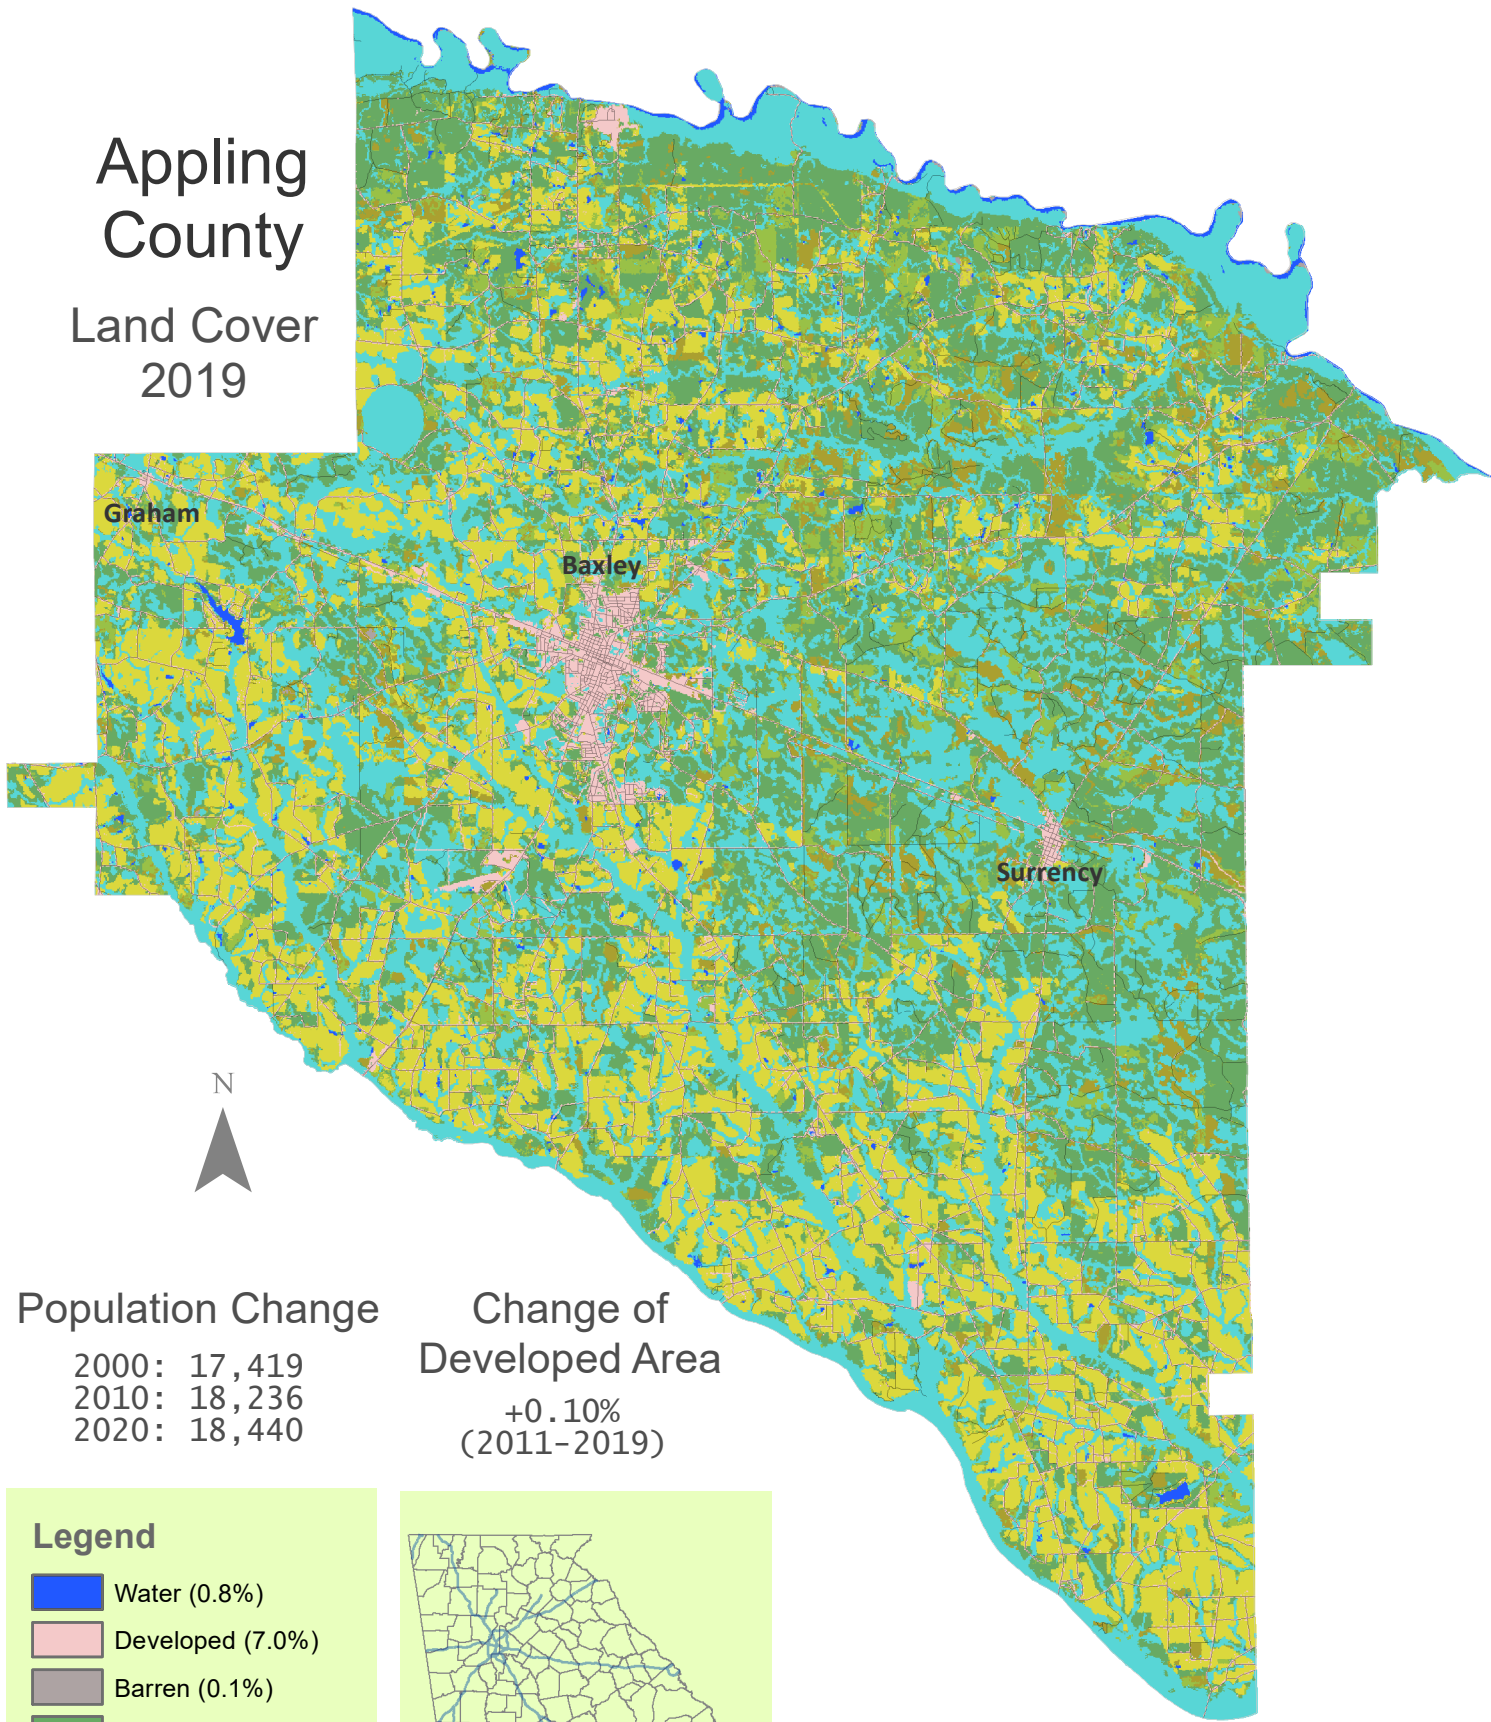 Appling
County
Land Cover
2019
Graham
Baxley
Surrency
N
Population Change
2000: 17,419
2010: 18,236
2020: 18,440
Change of
Developed Area
+0.10%
(2011-2019)
Legend
Water (0.8%)
Developed (7.0%)
Barren (0.1%)